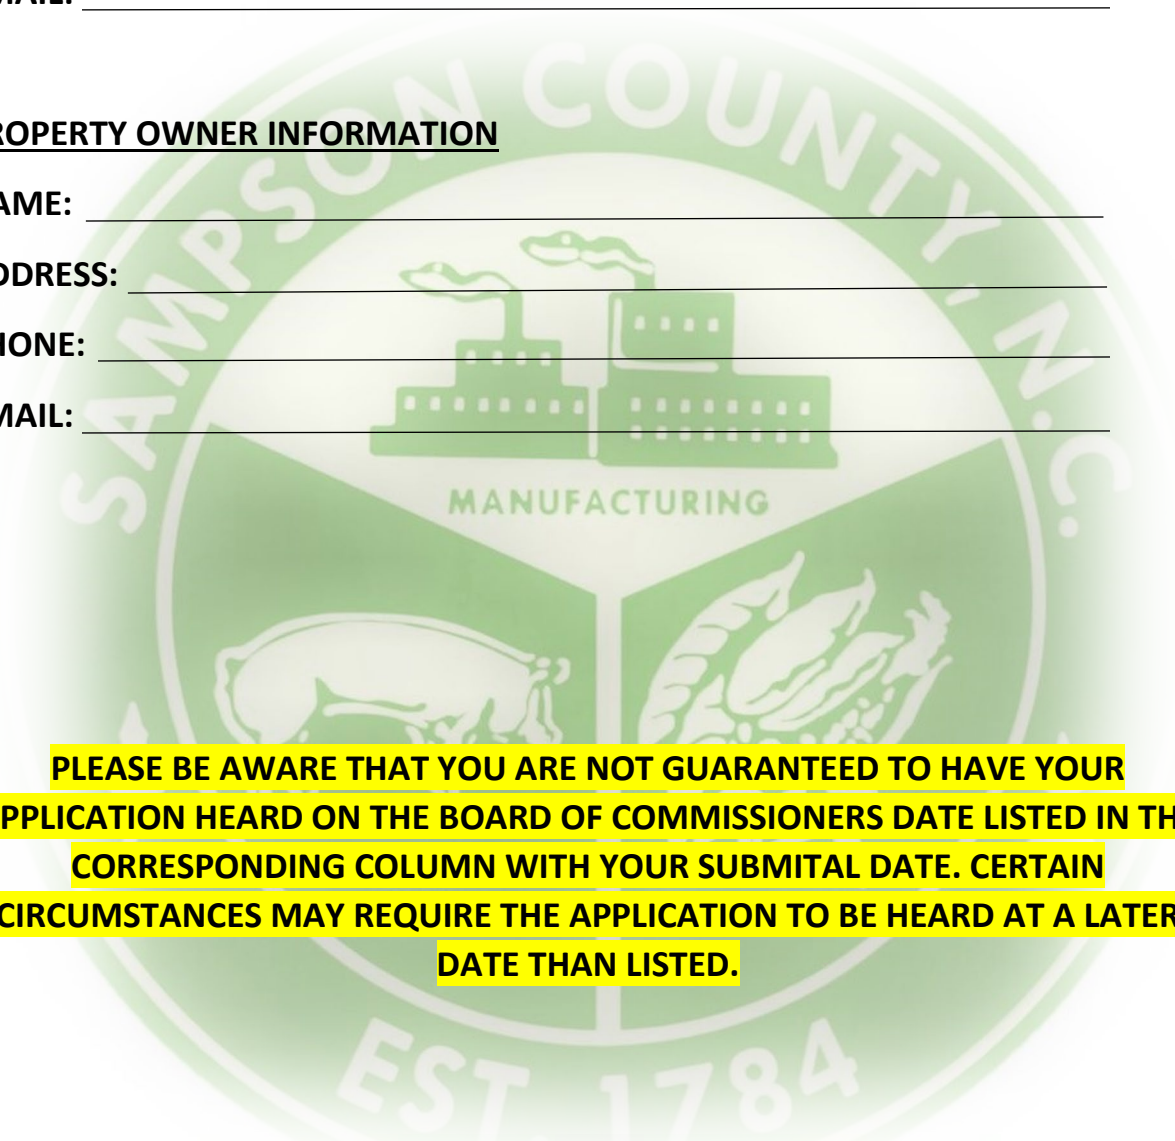 MAIL:
ROPERTY OWNER INFORMATION
AME:
DDRESS:
HONE:
MAIL:
SAMPSON COUNTY, N.C.
MANUFACTURING
PLEASE BE AWARE THAT YOU ARE NOT GUARANTEED TO HAVE YOUR
PPLICATION HEARD ON THE BOARD OF COMMISSIONERS DATE LISTED IN TH
CORRESPONDING COLUMN WITH YOUR SUBMITAL DATE. CERTAIN
CIRCUMSTANCES MAY REQUIRE THE APPLICATION TO BE HEARD AT A LATER
DATE THAN LISTED.
EST. 1784